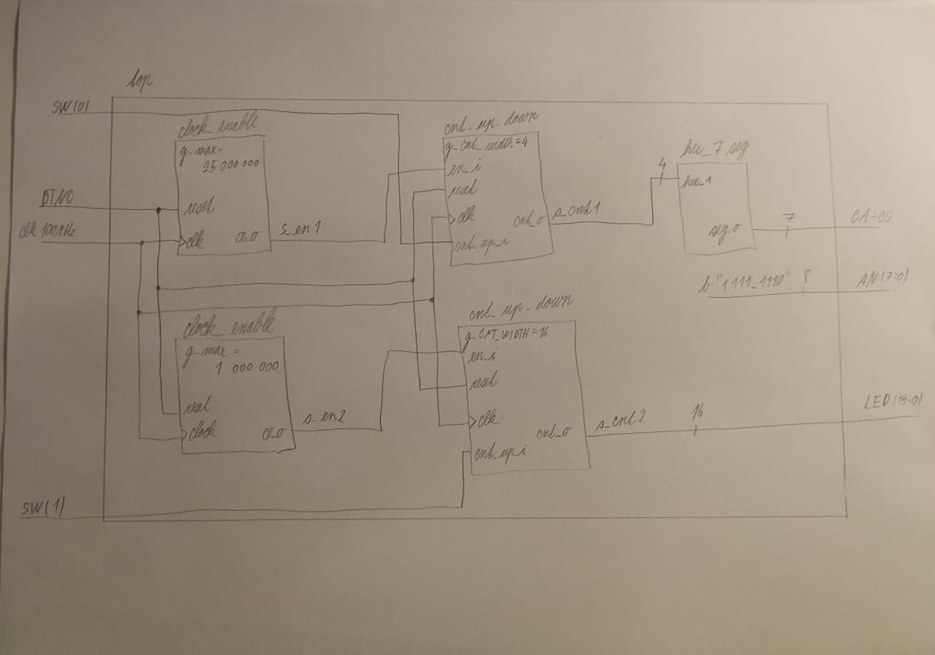 top
SW(0)
clock_enable
g_max=
25 000 000
reset
clk
ce_o
BTNC
clk 100MHz
s_en1
cnt_up_down
g_CNT_width=4
en_i
reset
clk
cnt_o
cnt_up_i
s_cnt1
4
hex_7_seg
hex_i
seg_o
7
CA=CG
b"1111_1110"
8
AN(7:0)
clock_enable
g_max=
1 000 000
reset
clock
ce_o
s_en2
cnt_up_down
g_CNT_WIDTH=16
en_i
reset
clk
cnt_o
cnt_up_i
s_cnt2
16
LED(15:0)
SW(1)